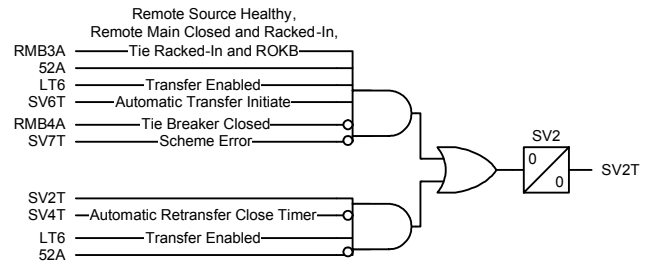 Remote Source Healthy,
Remote Main Closed and Racked-In,
RMB3A Tie Racked-In and ROKB
52A
LT6 Transfer Enabled
SV6T Automatic Transfer Initiate
RMB4A Tie Breaker Closed
SV7T Scheme Error
SV2
0
0
SV2T
SV2T
SV4T Automatic Retransfer Close Timer
LT6 Transfer Enabled
52A